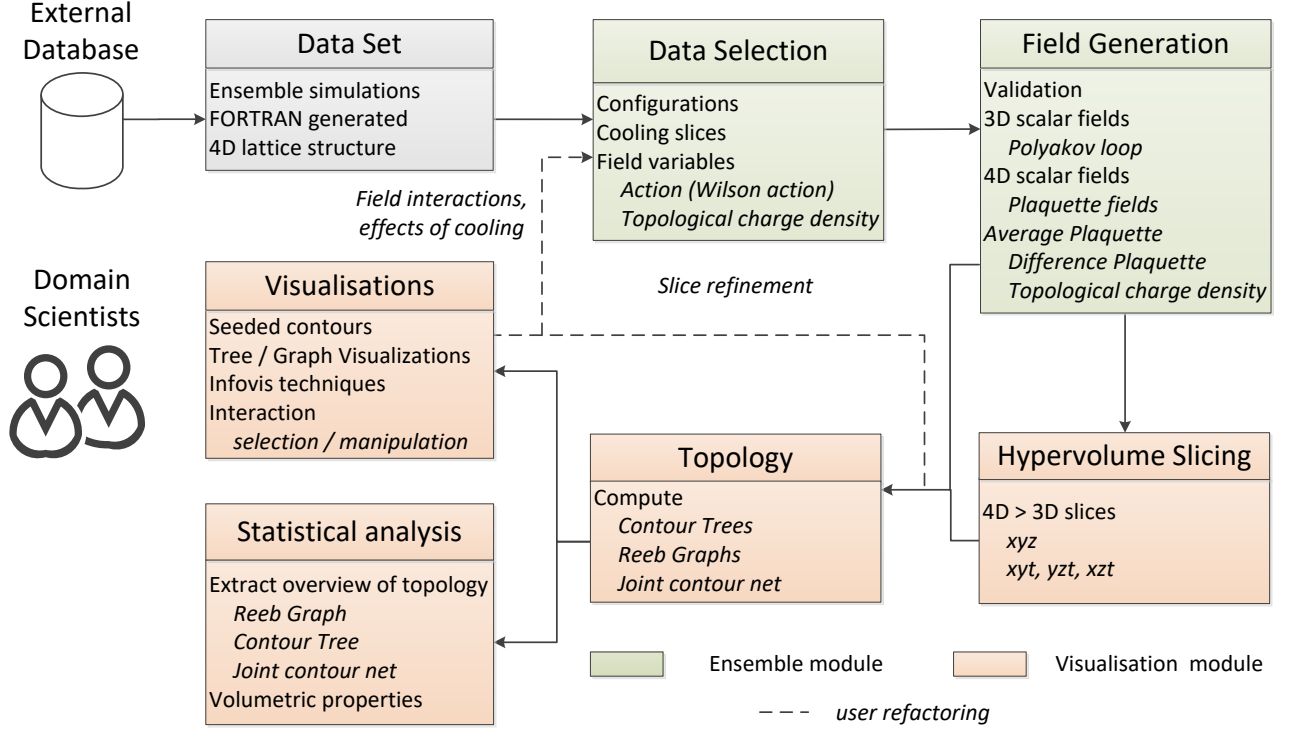 External
Database
Data Set
Ensemble simulations
FORTRAN generated
4D lattice structure
Data Selection
Configurations
Cooling slices
Field variables
Action (Wilson action)
Topological charge density
Field Generation
Validation
3D scalar fields
Polyakov loop
4D scalar fields
Plaquette fields
Average Plaquette
Difference Plaquette
Topological charge density
Field interactions,
effects of cooling
Slice refinement
Domain
Scientists
Visualisations
Seeded contours
Tree / Graph Visualizations
Infovis techniques
Interaction
selection / manipulation
Topology
Compute
Contour Trees
Reeb Graphs
Joint contour net
Hypervolume Slicing
4D > 3D slices
xyz
xyt, yzt, xzt
Statistical analysis
Extract overview of topology
Reeb Graph
Contour Tree
Joint contour net
Volumetric properties
Ensemble module
Visualisation module
user refactoring